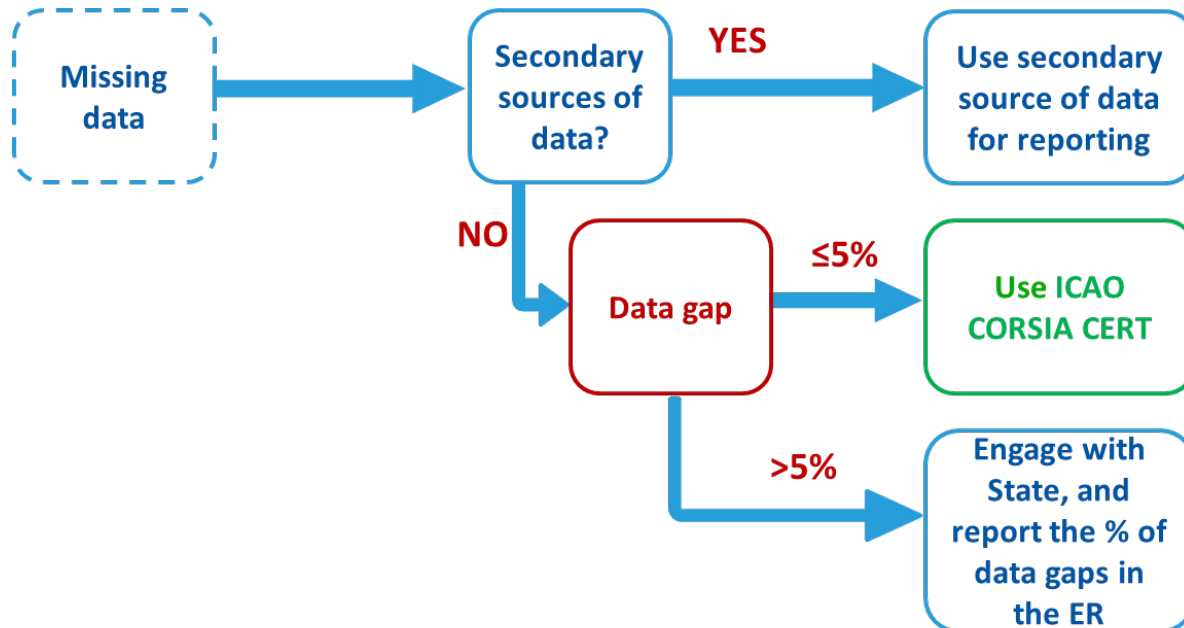 Missing
data
Secondary
sources of
data?
YES
Use secondary
source of data
for reporting
NO
Data gap
≤5%
Use ICAO
CORSIA CERT
>5%
Engage with
State, and
report the % of
data gaps in
the ER